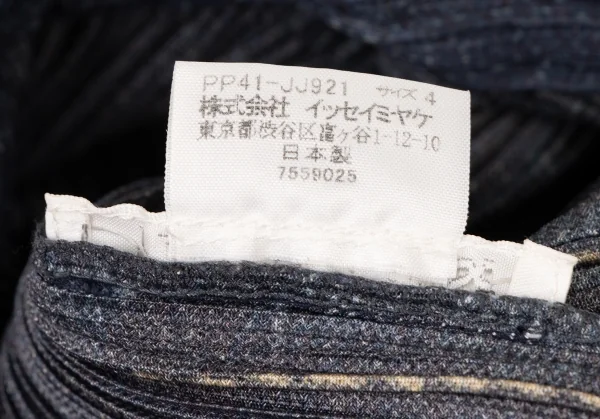 PP41-JJ921 サイズ 4
株式会社 イッセイミヤケ
東京都渋谷区富ヶ谷1-12-10
日本製
7559025